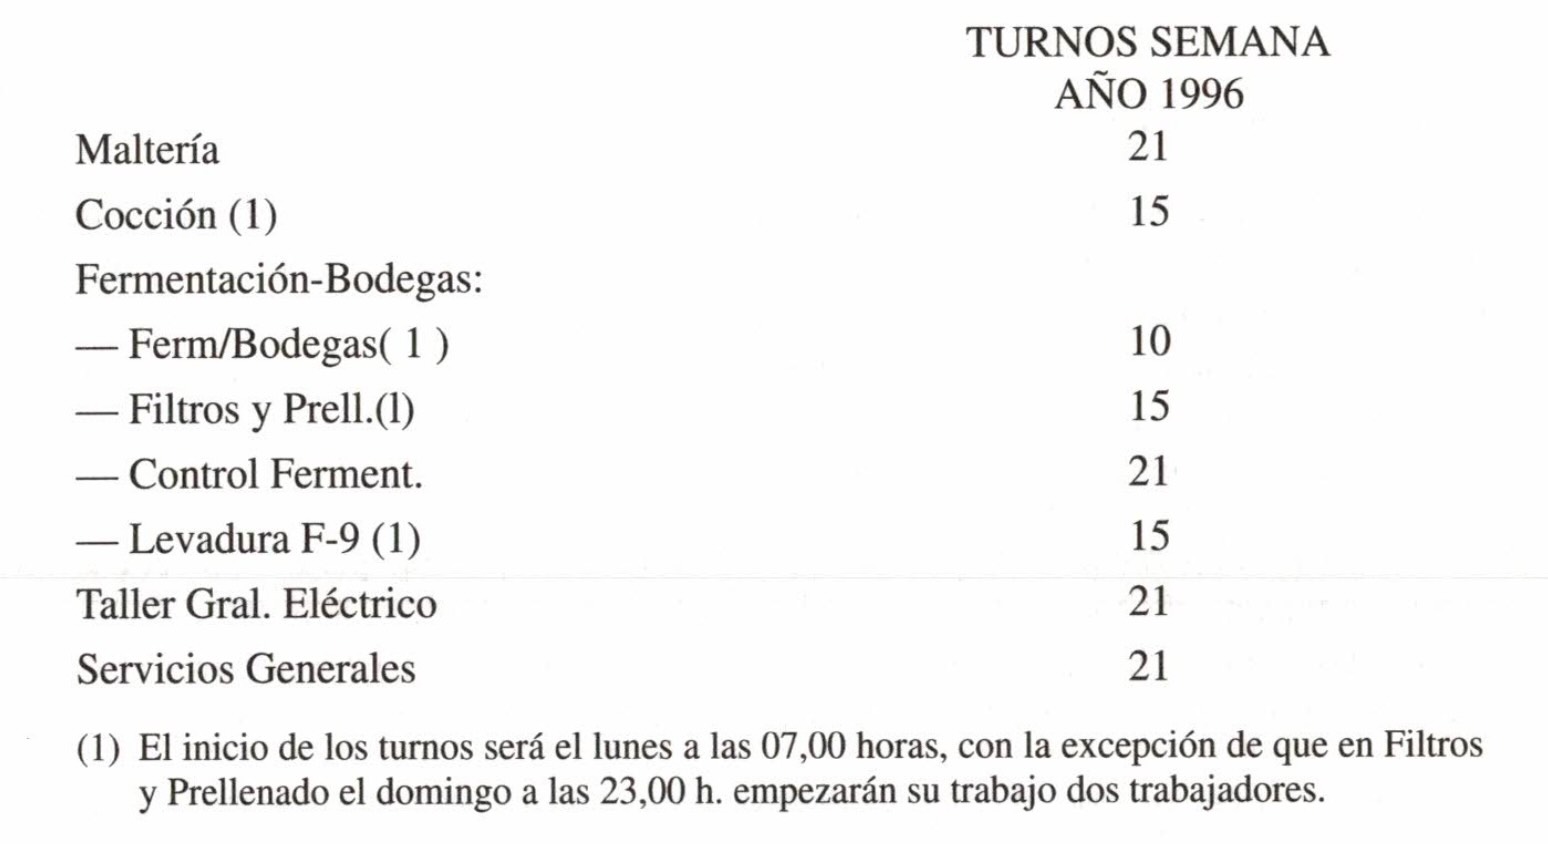 TURNOS SEMANA
AÑO 1996
Maltería 21
Cocción (1) 15
Fermentación-Bodegas:
— Ferm/Bodegas( 1 ) 10
— Filtros y Prell.(l) 15
— Control Ferment. 21
— Levadura F-9 (1) 15
Taller Gral. Eléctrico 21
Servicios Generales 21
(1) El inicio de los turnos será el lunes a las 07,00 horas, con la excepción de que en Filtros
y Prellenado el domingo a las 23,00 h. empezarán su trabajo dos trabajadores.